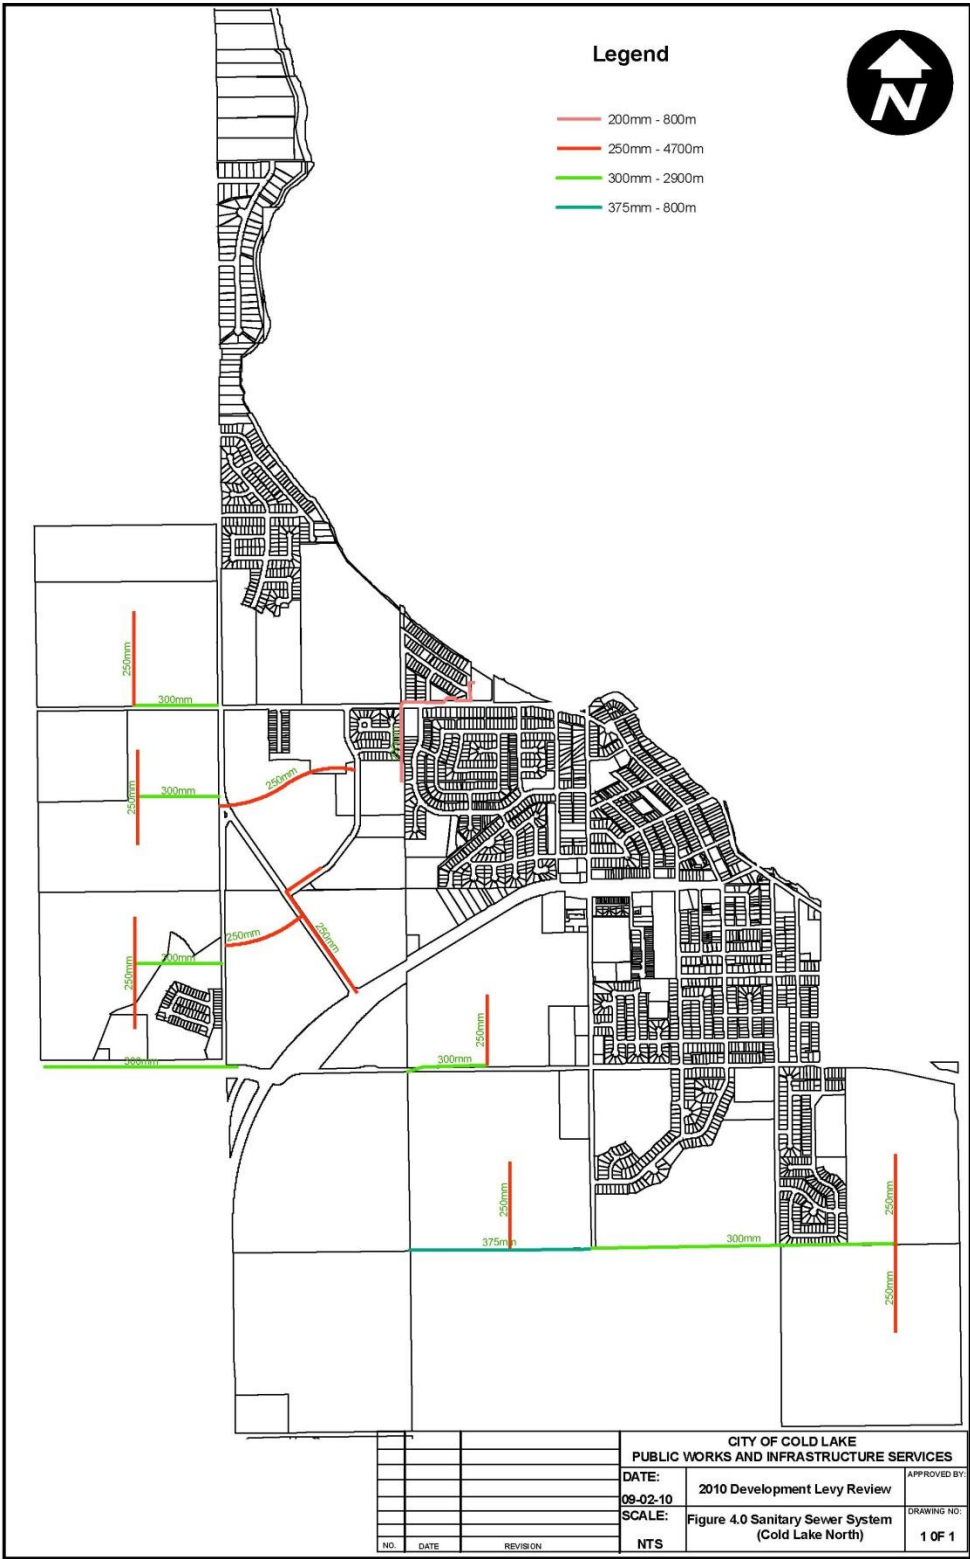 Legend
N
200mm - 800m
250mm - 4700m
300mm - 2900m
375mm - 800m
250mm
300mm
250mm
300mm
250mm
250mm
250mm
250mm
300mm
250mm
300mm
250mm
300mm
250mm
375mm
300mm
250mm
250mm
CITY OF COLD LAKE
PUBLIC WORKS AND INFRASTRUCTURE SERVICES
DATE:
09-02-10
2010 Development Levy Review
APPROVED BY:
SCALE:
NTS
Figure 4.0 Sanitary Sewer System
(Cold Lake North)
DRAWING NO:
1 OF 1
NO. DATE REVISION